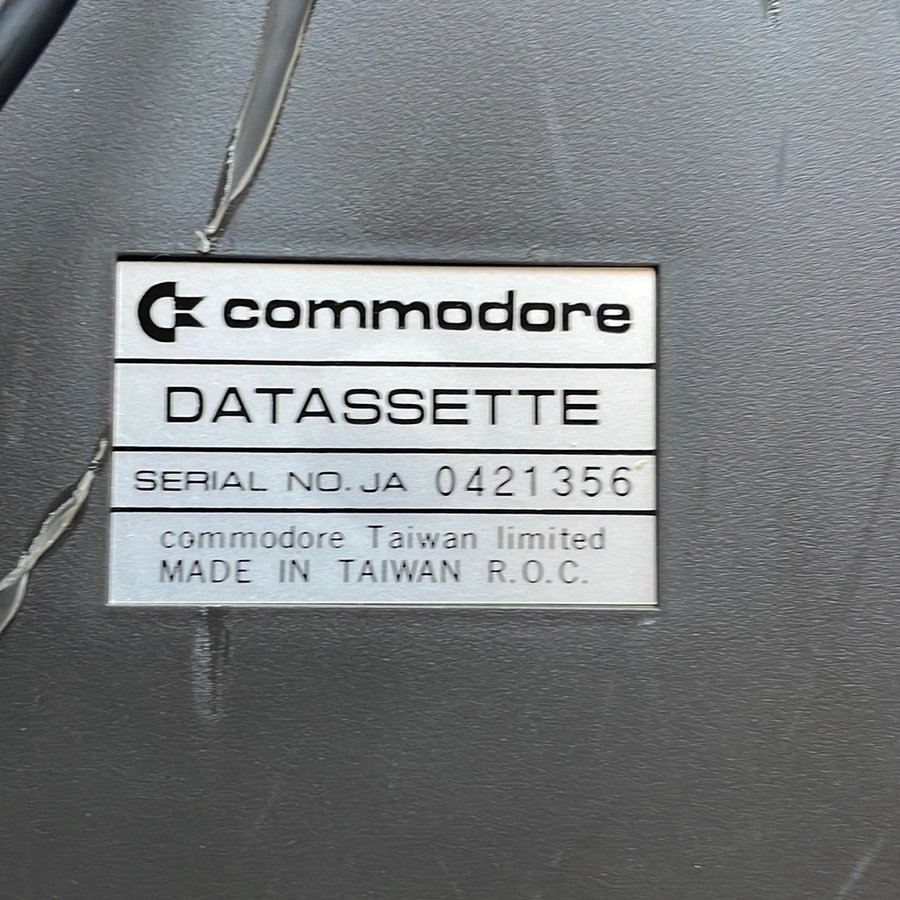 commodore
DATASSETTE
SERIAL NO. JA 0421356
commodore Taiwan limited
MADE IN TAIWAN R.O.C.